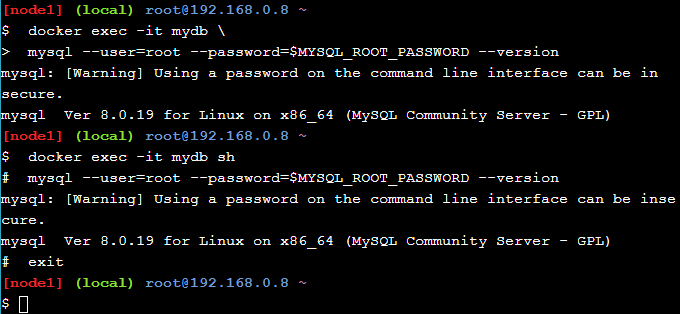 [node1] (local) root@192.168.0.8 ~
$  docker exec -it mydb \
>  mysql --user=root --password=$MYSQL_ROOT_PASSWORD --version
mysql: [Warning] Using a password on the command line interface can be in
secure.
mysql  Ver 8.0.19 for Linux on x86_64 (MySQL Community Server - GPL)
[node1] (local) root@192.168.0.8 ~
$  docker exec -it mydb sh
#  mysql --user=root --password=$MYSQL_ROOT_PASSWORD --version
mysql: [Warning] Using a password on the command line interface can be inse
cure.
mysql  Ver 8.0.19 for Linux on x86_64 (MySQL Community Server - GPL)
#  exit
[node1] (local) root@192.168.0.8 ~
$